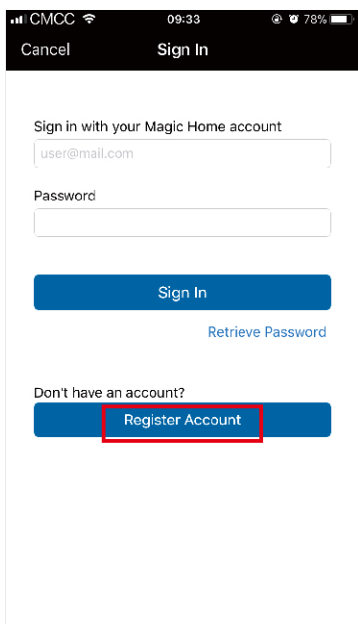 CMCC 09:33 78%
Cancel Sign In
Sign in with your Magic Home account
user@mail.com
Password
Sign In
Retrieve Password
Don't have an account?
Register Account